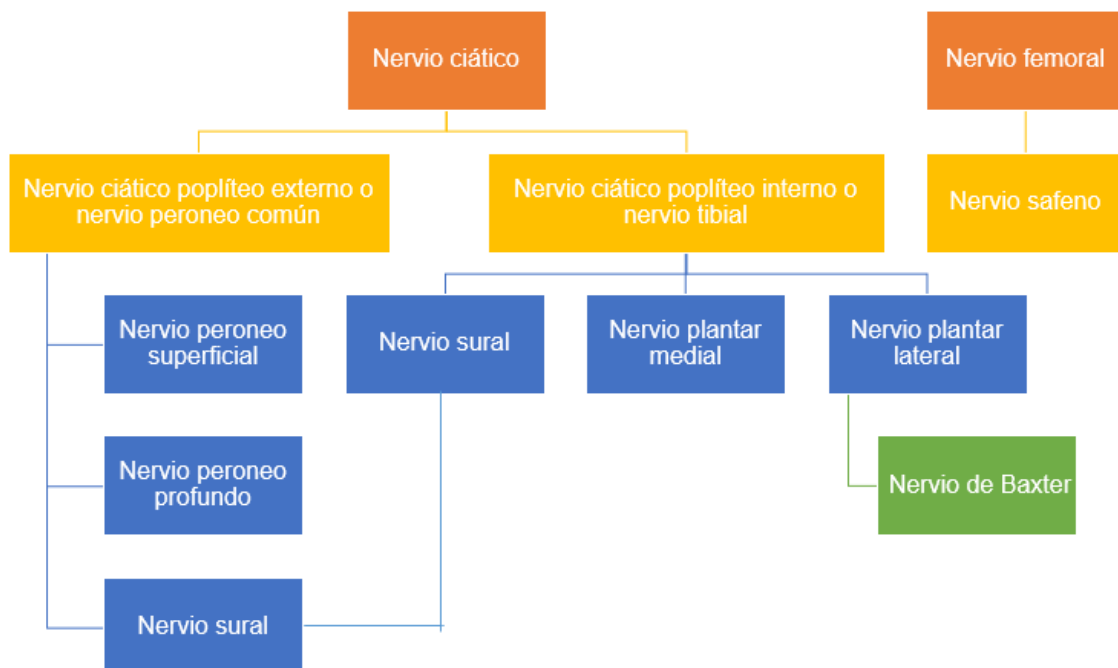 Nervio ciático
Nervio femoral
Nervio ciático poplíteo externo o
nervio peroneo común
Nervio ciático poplíteo interno o
nervio tibial
Nervio safeno
Nervio peroneo
superficial
Nervio sural
Nervio plantar
medial
Nervio plantar
lateral
Nervio peroneo
profundo
Nervio de Baxter
Nervio sural